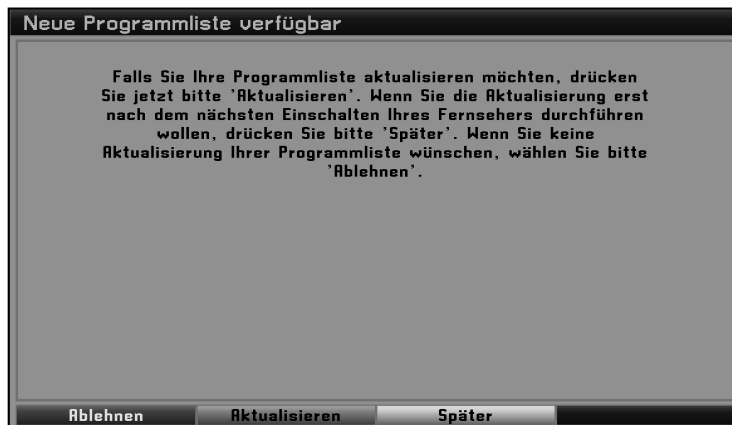 Neue Programmliste verfügbar
Falls Sie Ihre Programmliste aktualisieren möchten, drücken
Sie jetzt bitte 'Aktualisieren'. Wenn Sie die Aktualisierung erst
nach dem nächsten Einschalten Ihres Fernsehers durchführen
wollen, drücken Sie bitte 'Später'. Wenn Sie keine
Aktualisierung Ihrer Programmliste wünschen, wählen Sie bitte
'Ablehnen'.
Ablehnen
Aktualisieren
Später